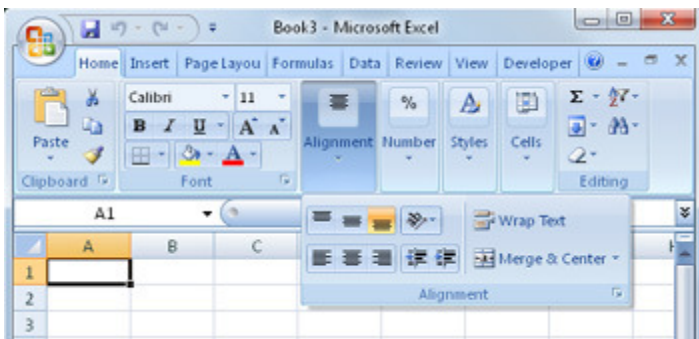 Book3 - Microsoft Excel
Home Insert Page Layou Formulas Data Review View Developer
Calibri 11 Σ
B I U A A % A
Paste Alignment Number Styles Cells
A
Clipboard Font Editing
A1
Wrap Text
Merge & Center
Alignment
A B C H
1
2
3